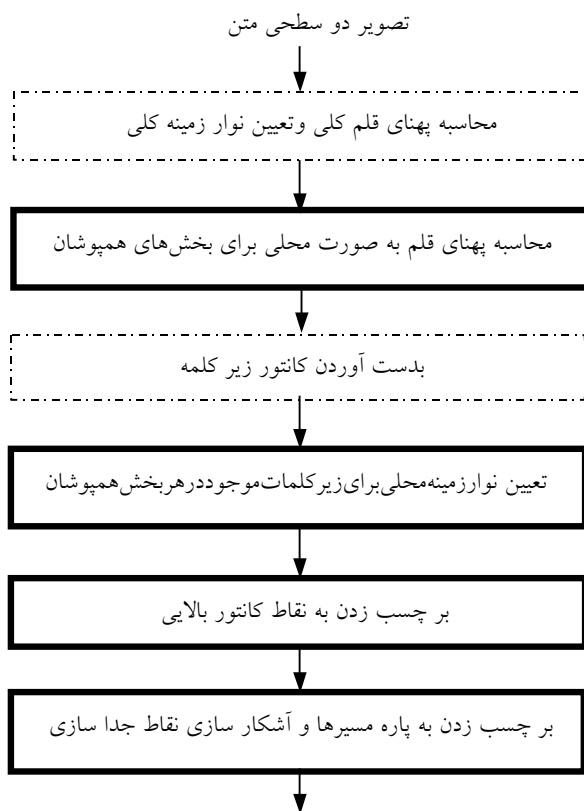 تصویر دو سطحی متن
محاسبه پهنای قلم کلی وتعیین نوار زمینه کلی
محاسبه پهنای قلم به صورت محلی برای بخش‌های همپوشان
بدست آوردن کانتور زیر کلمه
تعیین نوارزمینه‌محلی‌برای‌زیرکلمات‌موجوددرهربخش‌همپوشان
بر چسب زدن به نقاط کانتور بالایی
بر چسب زدن به پاره مسیرها و آشکار سازی نقاط جدا سازی